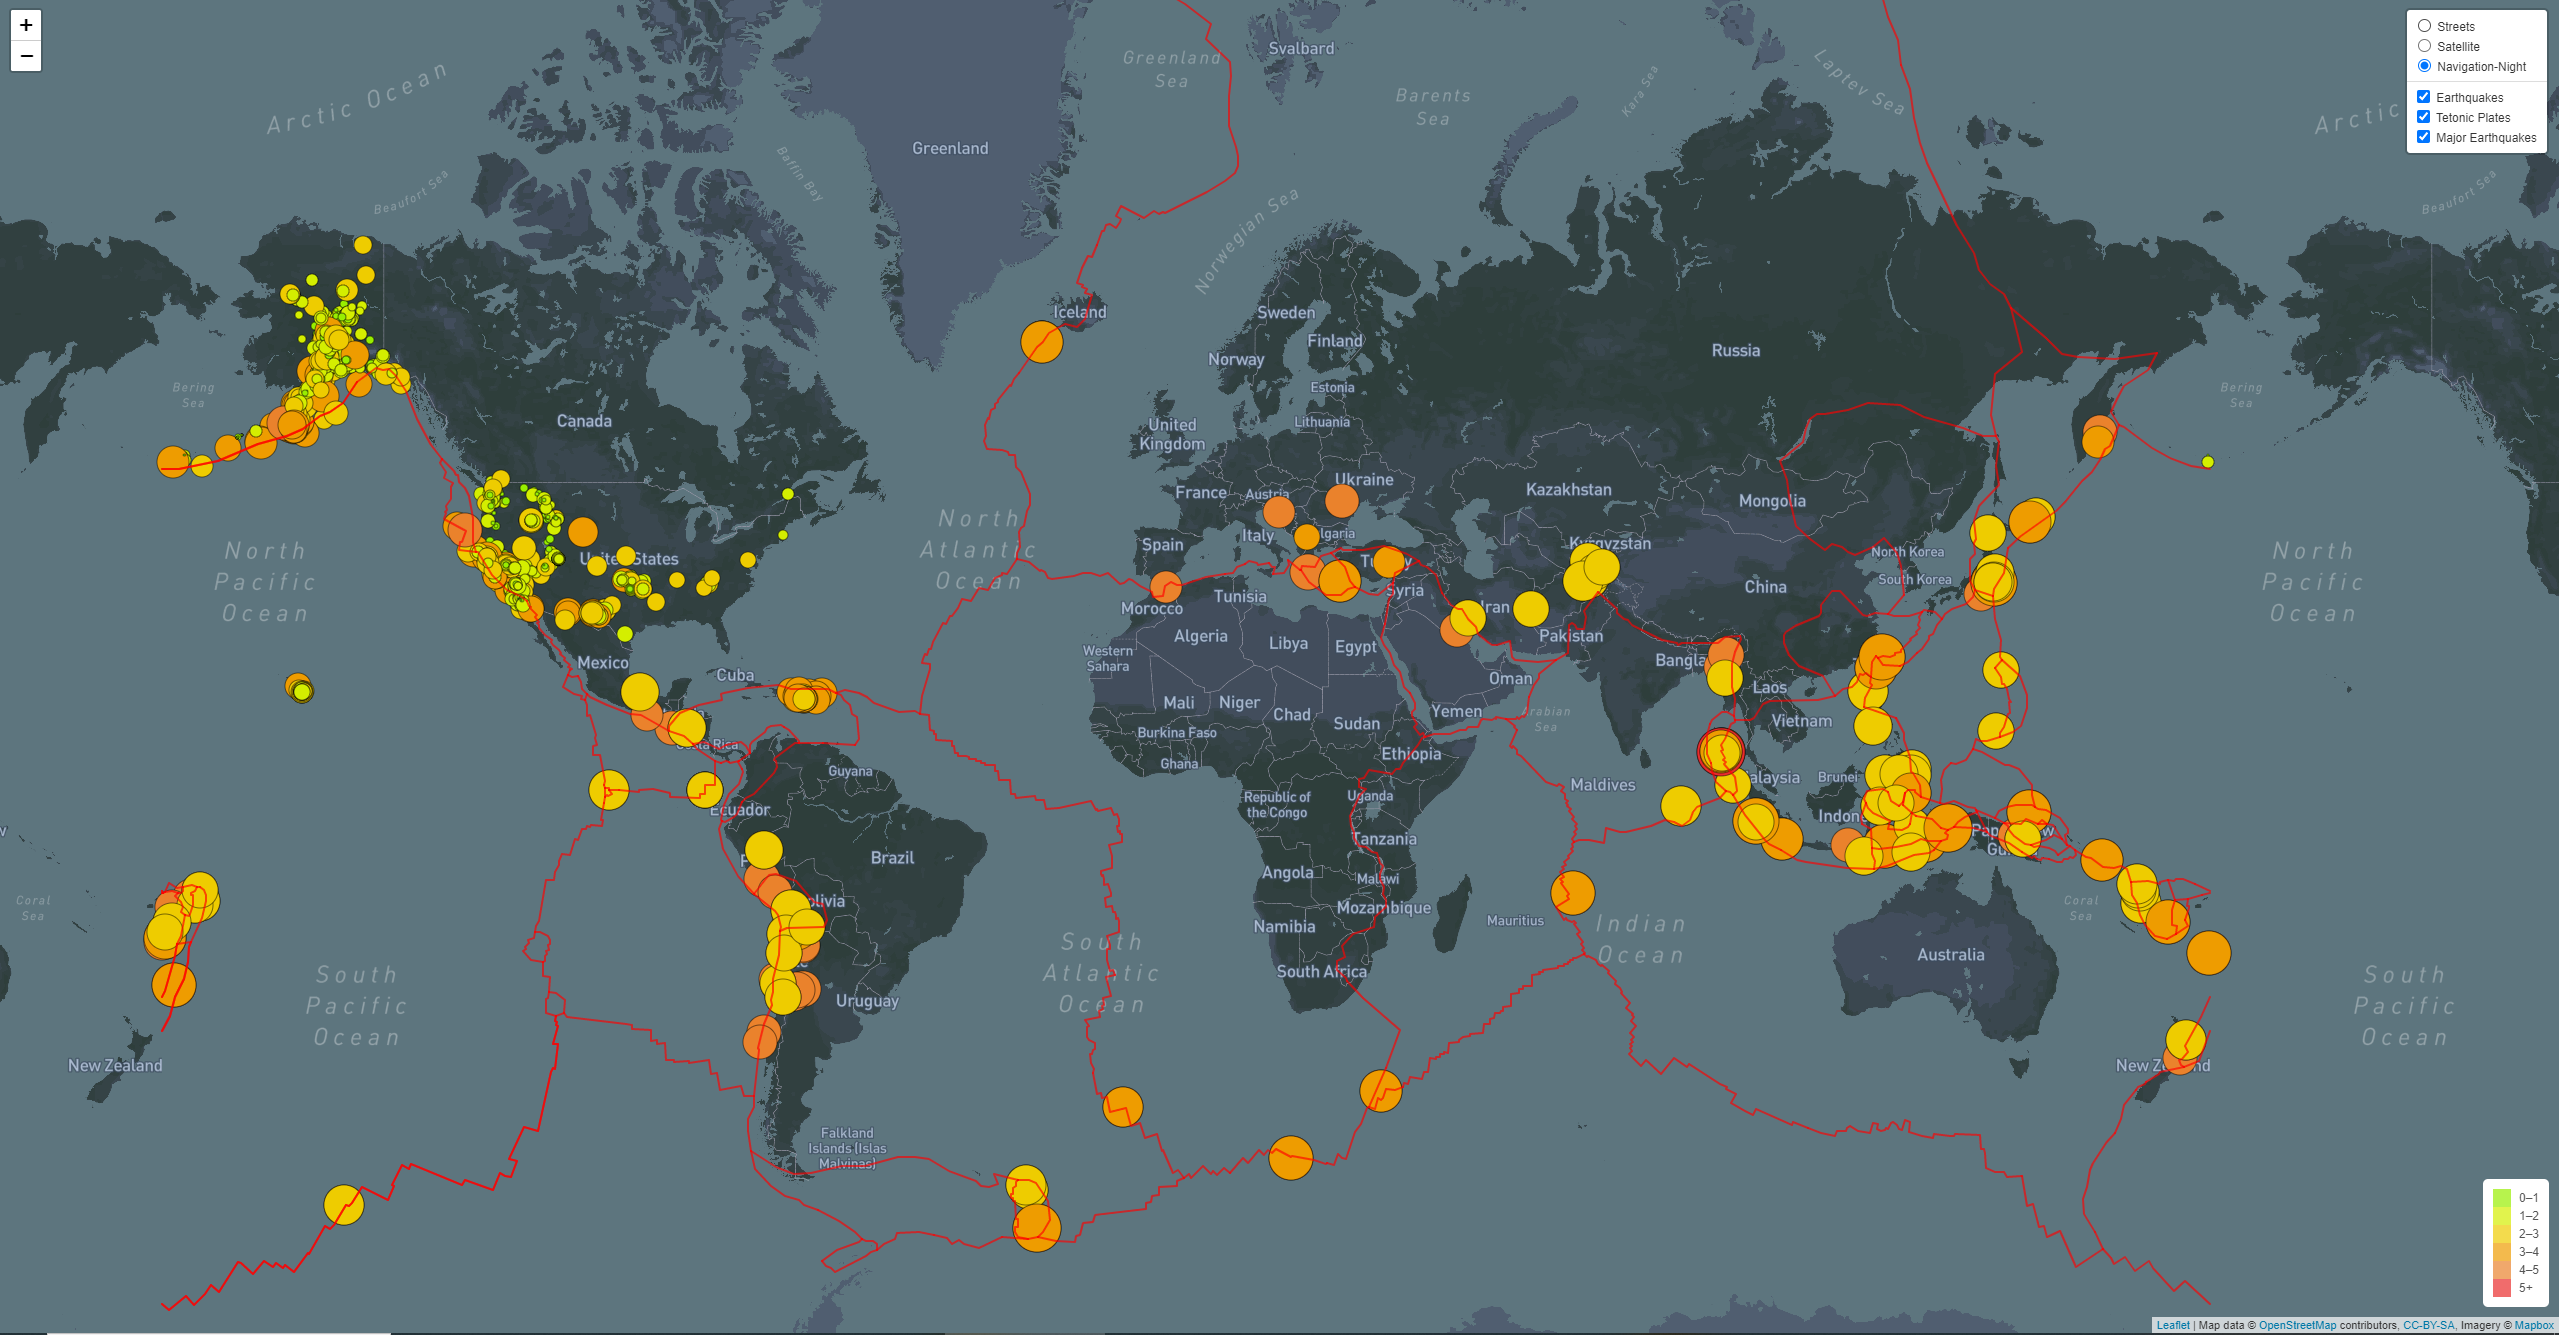 +
−
Streets
Satellite
Navigation-Night
Earthquakes
Tetonic Plates
Major Earthquakes
Svalbard
Greenland
Sea
Laptev Sea
Kara Sea
Barents
Sea
Arctic Ocean
Arctic
Greenland
Baffin Bay
Beaufort Sea
Beaufort Sea
Norwegian Sea
Iceland
Sweden
Finland
Norway
Russia
Estonia
Lithuania
Bering
Sea
Bering
Sea
Canada
United
Kingdom
Ukraine
France
Austria
Kazakhstan
Mongolia
North
Atlantic
Ocean
North
Pacific
Ocean
North
Pacific
Ocean
Italy
lgaria
Spain
Kyrgyzstan
North Korea
South Korea
United States
China
Syria
Iran
Tunisia
Morocco
Algeria
Libya
Egypt
Pakistan
Western
Sahara
Mexico
Cuba
Bangla
Oman
Laos
Mali
Niger
Chad
Sudan
Yemen
Arabian
Sea
Vietnam
Burkina Faso
Ethiopia
Costa Rica
Ghana
Guyana
Maldives
alaysia
Brunei
Ecuador
Republic of
the Congo
Uganda
Indon
Tanzania
Pap
w
Gu
Brazil
Angola
Malawi
olivia
Mozambique
Mauritius
Coral
Sea
Coral
Sea
Namibia
Indian
Ocean
South
Atlantic
Ocean
Australia
South Africa
South
Pacific
Ocean
South
Pacific
Ocean
Uruguay
New Zealand
New Ze
nd
Falkland
Islands (Islas
Malvinas)
0–1
1–2
2–3
3–4
4–5
5+
Leaflet | Map data © OpenStreetMap contributors, CC-BY-SA, Imagery © Mapbox